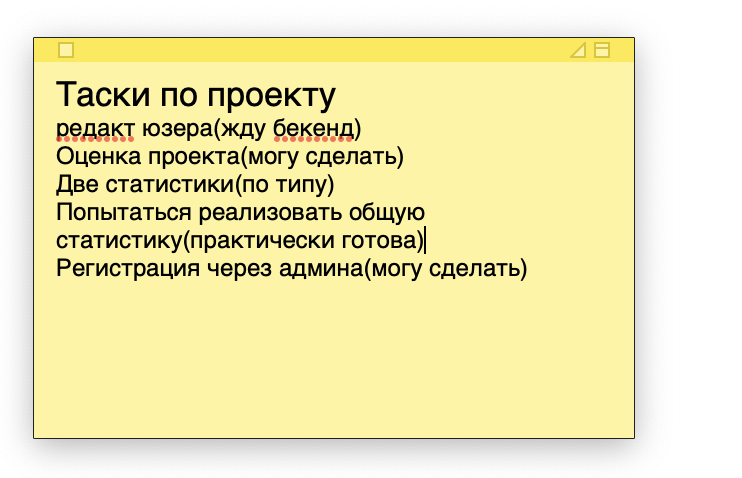 Таски по проекту
редакт юзера(жду бекенд)
Оценка проекта(могу сделать)
Две статистики(по типу)
Попытаться реализовать общую
статистику(практически готова)
Регистрация через админа(могу сделать)